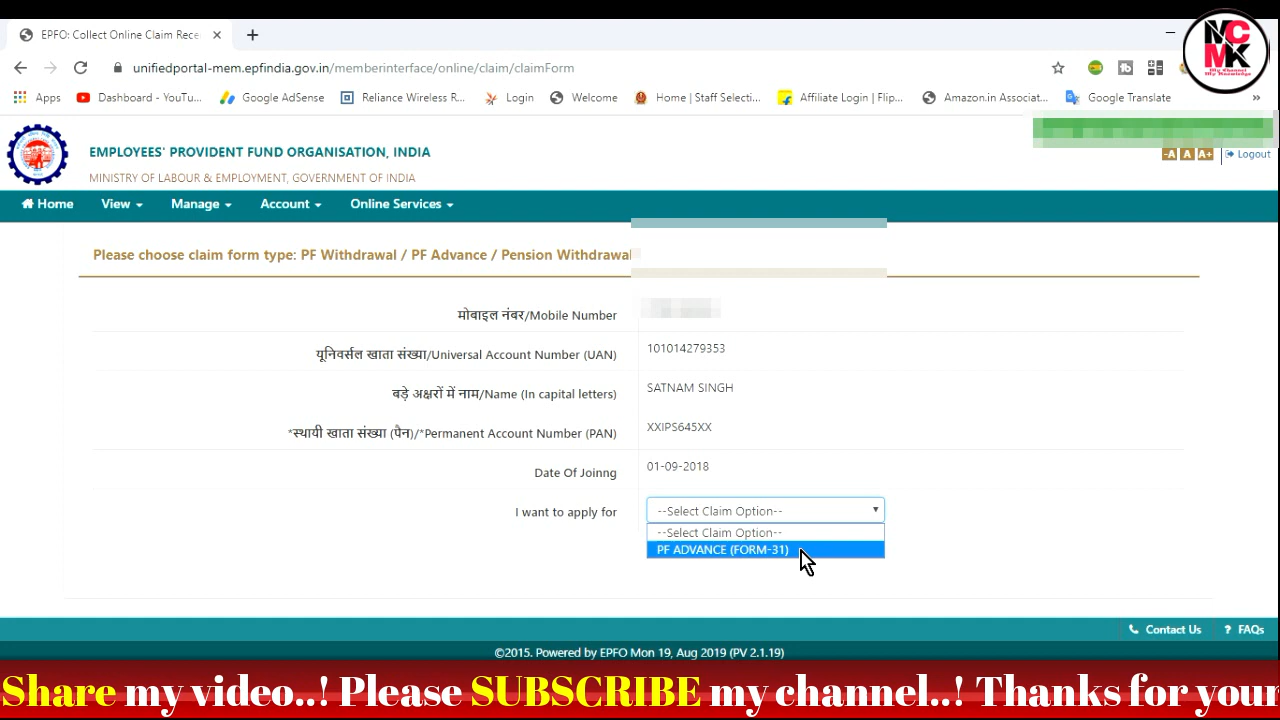 EPFO: Collect Online Claim Rece
unifiedportal-mem.epfindia.gov.in/memberinterface/online/claim/claimForm
Apps Dashboard - YouTu... Google AdSense Reliance Wireless R... Login Welcome Home | Staff Selecti... Affiliate Login | Flip... Amazon.in Associat... Google Translate »
MCMK
My Channel
My Knowledge
EMPLOYEES' PROVIDENT FUND ORGANISATION, INDIA
MINISTRY OF LABOUR & EMPLOYMENT, GOVERNMENT OF INDIA
-A A A+ Logout
Home View Manage Account Online Services
Please choose claim form type: PF Withdrawal / PF Advance / Pension Withdrawal
मोबाइल नंबर/Mobile Number
यूनिवर्सल खाता संख्या/Universal Account Number (UAN) 101014279353
बड़े अक्षरों में नाम/Name (In capital letters) SATNAM SINGH
*स्थायी खाता संख्या (पैन)/*Permanent Account Number (PAN) XXIPS645XX
Date Of Joinng 01-09-2018
I want to apply for --Select Claim Option--
--Select Claim Option--
PF ADVANCE (FORM-31)
Contact Us ? FAQs
©2015. Powered by EPFO Mon 19, Aug 2019 (PV 2.1.19)
Share my video..! Please SUBSCRIBE my channel..! Thanks for your